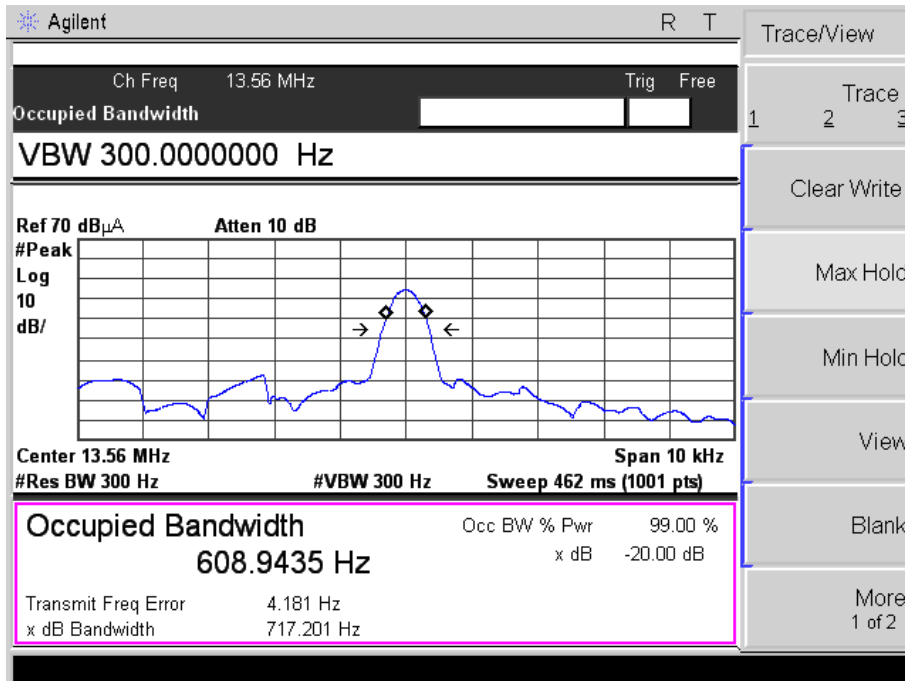 Agilent R T
Trace/View
Ch Freq 13.56 MHz Trig Free
Occupied Bandwidth
Trace
1 2 3
VBW 300.0000000 Hz
Clear Write
Ref 70 dBµA Atten 10 dB
#Peak
Log
10
dB/
Max Hold
Min Hold
View
Center 13.56 MHz Span 10 kHz
#Res BW 300 Hz #VBW 300 Hz Sweep 462 ms (1001 pts)
Occupied Bandwidth Occ BW % Pwr 99.00 %
608.9435 Hz x dB -20.00 dB
Blank
Transmit Freq Error 4.181 Hz
x dB Bandwidth 717.201 Hz
More
1 of 2